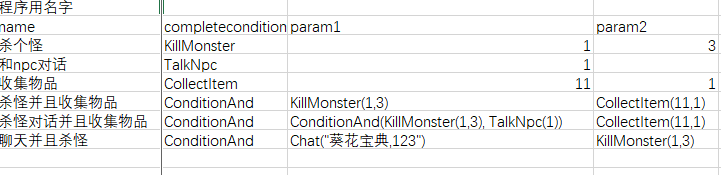 程序用名字
name completecondition param1 param2
杀个怪 KillMonster 1 3
和npc对话 TalkNpc 1
收集物品 CollectItem 11 1
杀怪并且收集物品 ConditionAnd KillMonster(1,3) CollectItem(11,1)
杀怪对话并且收集物品 ConditionAnd ConditionAnd(KillMonster(1,3), TalkNpc(1)) CollectItem(11,1)
聊天并且杀怪 ConditionAnd Chat("葵花宝典,123") KillMonster(1,3)